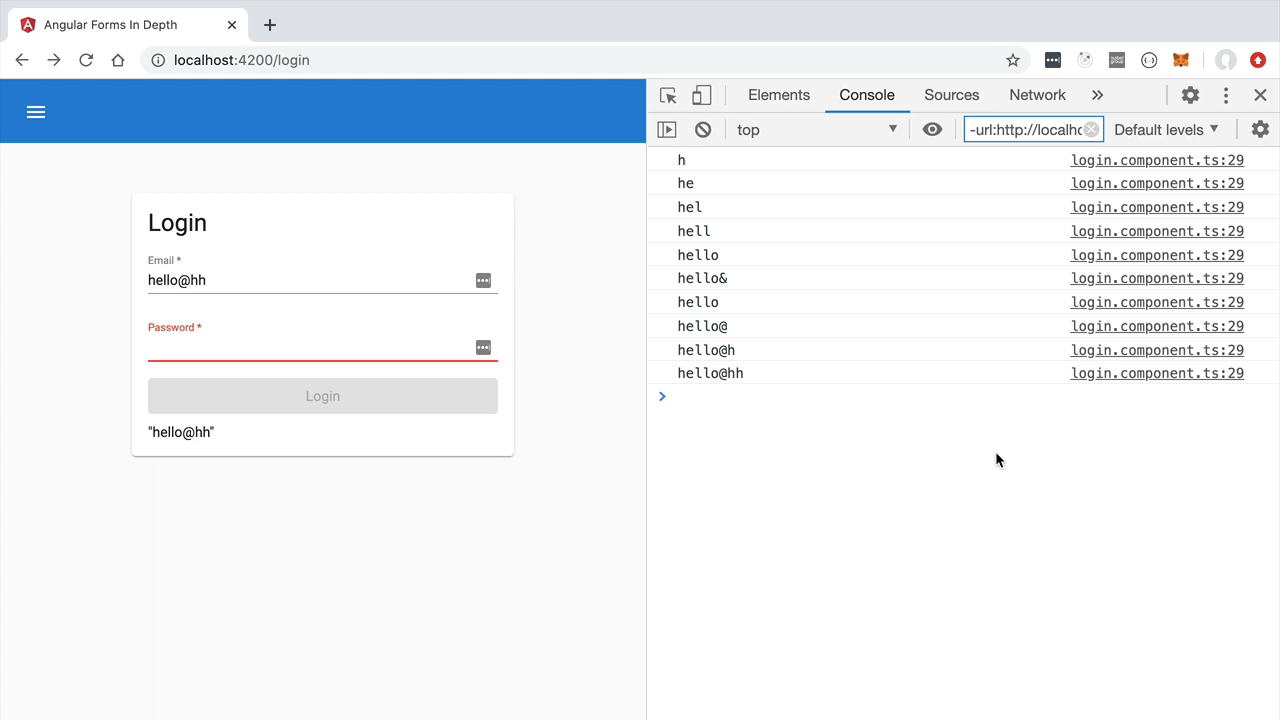 Angular Forms In Depth
localhost:4200/login
Elements Console Sources Network
top -url:http://localhc Default levels
Login
Email *
hello@hh
Password *
Login
"hello@hh"
h login.component.ts:29
he login.component.ts:29
hel login.component.ts:29
hell login.component.ts:29
hello login.component.ts:29
hello& login.component.ts:29
hello login.component.ts:29
hello@ login.component.ts:29
hello@h login.component.ts:29
hello@hh login.component.ts:29